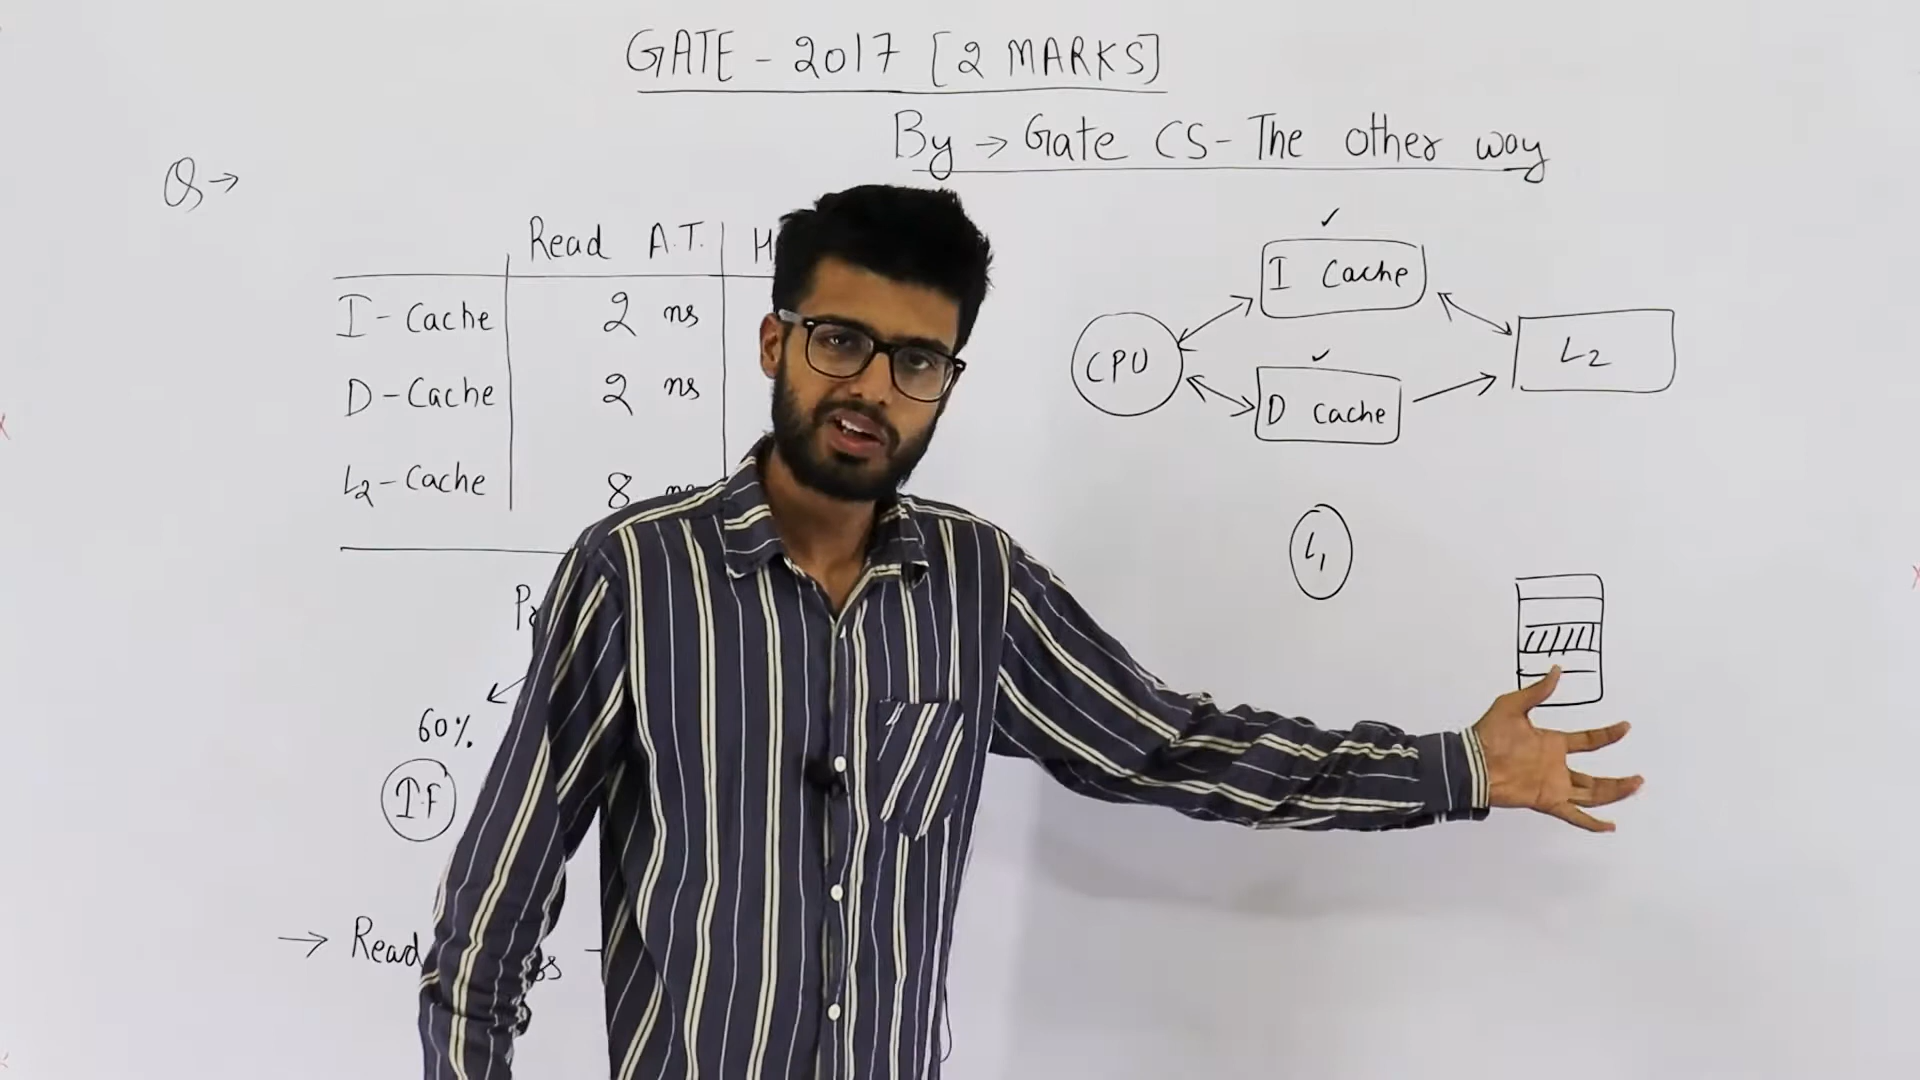 GATE - 2017 [2 MARKS]
By → Gate CS - The other way
Q →
Read A.T. H
I - Cache 2 ns
D - Cache 2 ns
L2 - Cache 8
CPU
I Cache
D Cache
L2
L1
60%
I.F
→ Read